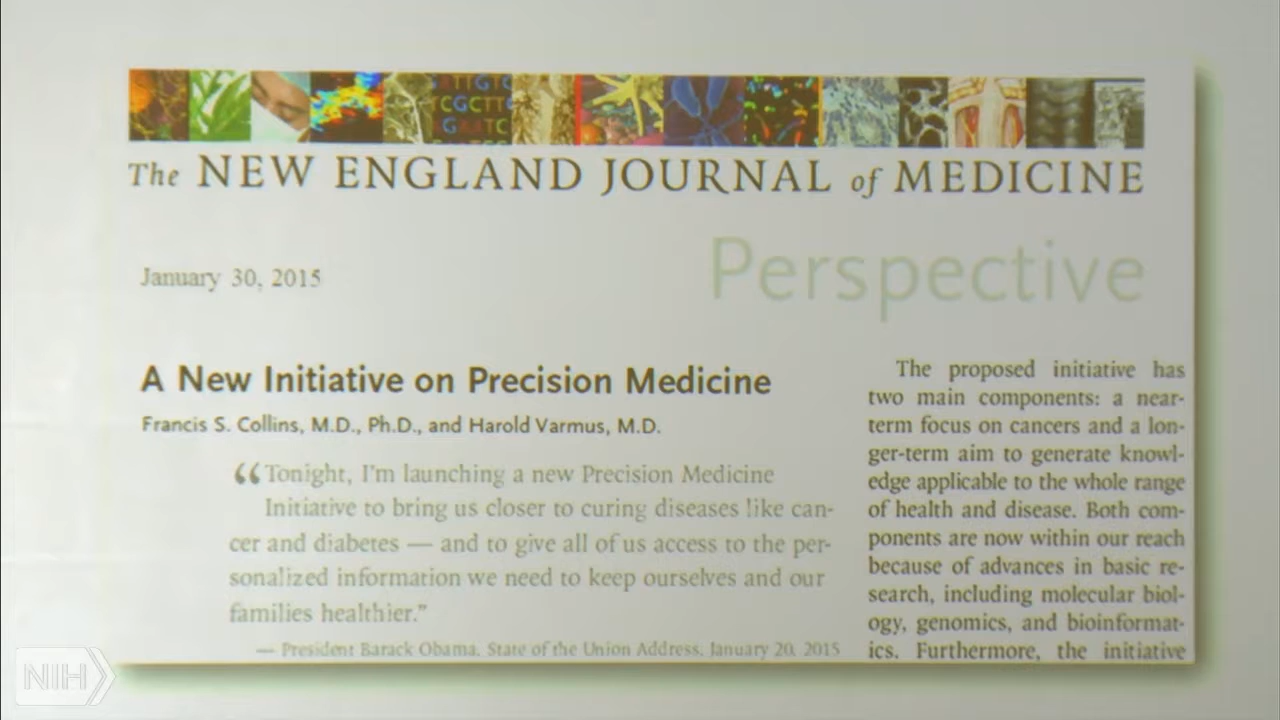 ATTGTC
TCGCTTC
GAATC
The NEW ENGLAND JOURNAL of MEDICINE
Perspective
January 30, 2015
A New Initiative on Precision Medicine
Francis S. Collins, M.D., Ph.D., and Harold Varmus, M.D.
“Tonight, I’m launching a new Precision Medicine
Initiative to bring us closer to curing diseases like can-
cer and diabetes — and to give all of us access to the per-
sonalized information we need to keep ourselves and our
families healthier.”
— President Barack Obama, State of the Union Address, January 20, 2015
The proposed initiative has
two main components: a near-
term focus on cancers and a lon-
ger-term aim to generate knowl-
edge applicable to the whole range
of health and disease. Both com-
ponents are now within our reach
because of advances in basic re-
search, including molecular biol-
ogy, genomics, and bioinformat-
ics. Furthermore, the initiative
NIH